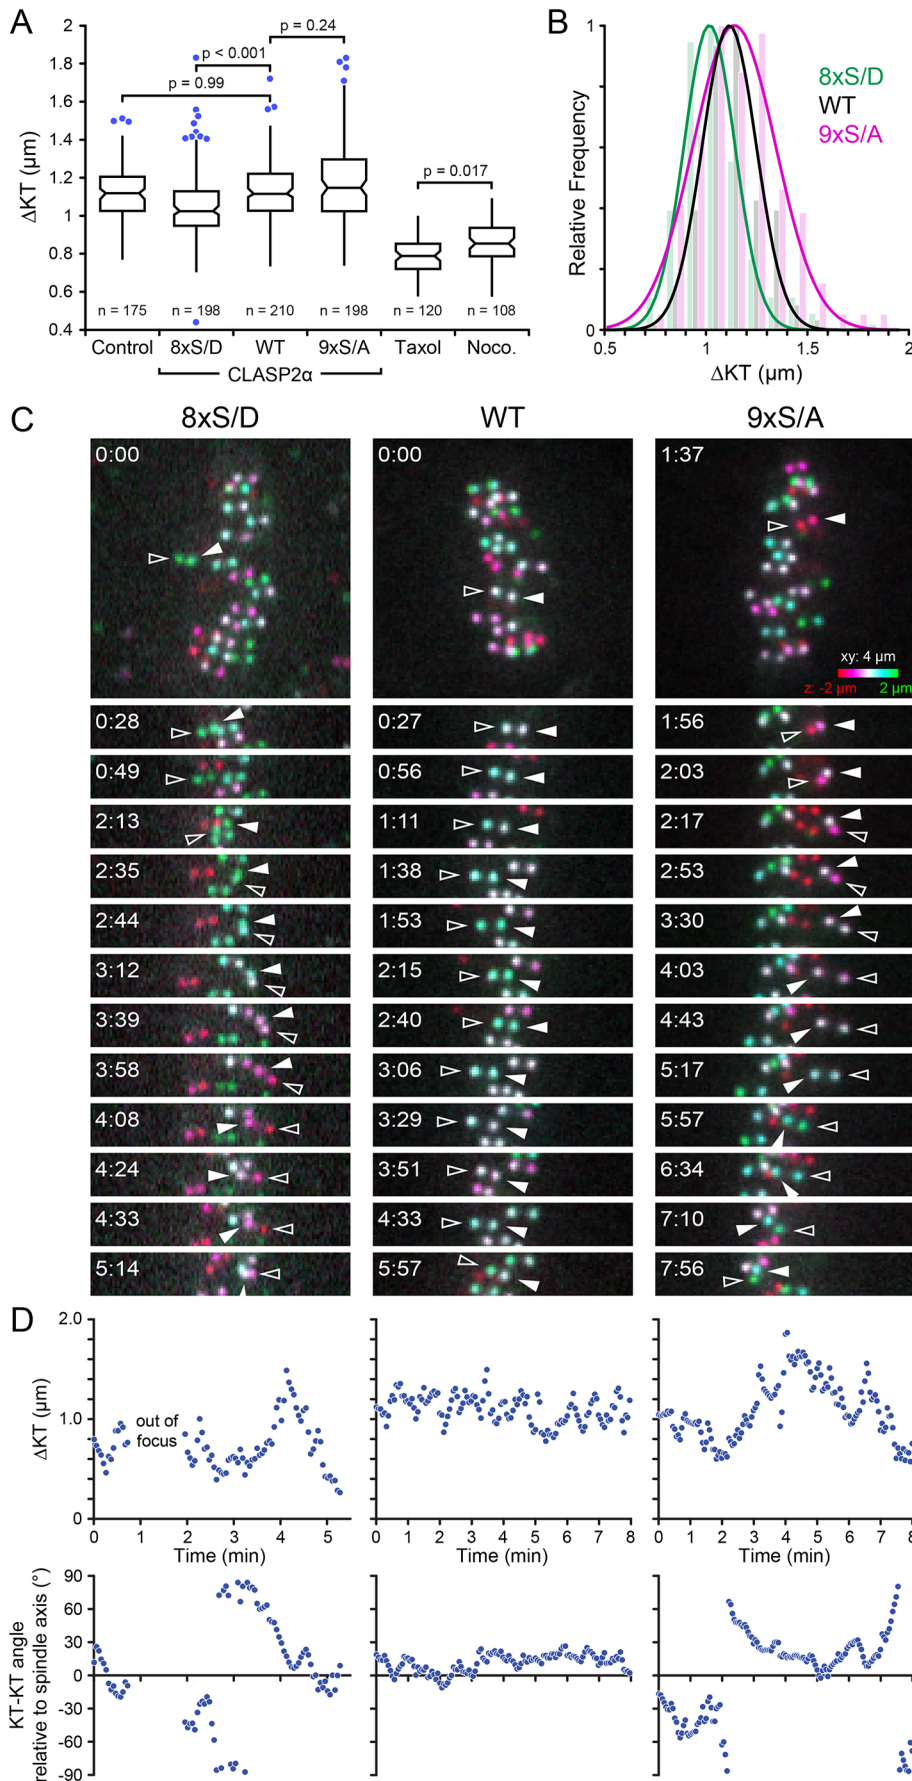 A
ΔKT (μm)
2
1.8
1.6
1.4
1.2
1
0.8
0.6
0.4
p = 0.24
p < 0.001
p = 0.99
p = 0.017
n = 175
n = 198
n = 210
n = 198
n = 120
n = 108
Control
8xS/D
WT
9xS/A
Taxol
Noco.
CLASP2α
B
Relative Frequency
1
0
8xS/D
WT
9xS/A
0.5
1
1.5
2
ΔKT (μm)
C
8xS/D
WT
9xS/A
0:00
0:00
1:37
xy: 4 μm
z: -2 μm
2 μm
0:28
0:27
1:56
0:49
0:56
2:03
2:13
1:11
2:17
2:35
1:38
2:53
2:44
1:53
3:30
3:12
2:15
4:03
3:39
2:40
4:43
3:58
3:06
5:17
4:08
3:29
5:57
4:24
3:51
6:34
4:33
4:33
7:10
5:14
5:57
7:56
D
ΔKT (μm)
2.0
1.0
0
out of
focus
0 1 2 3 4 5
Time (min)
0 1 2 3 4 5 6 7 8
Time (min)
0 1 2 3 4 5 6 7 8
Time (min)
KT-KT angle
relative to spindle axis (°)
90
60
30
0
-30
-60
-90